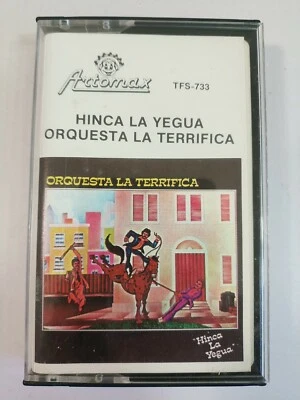 Artomax
TFS-733
HINCA LA YEGUA
ORQUESTA LA TERRIFICA
ORQUESTA LA TERRIFICA
"Hinca
La
Yegua"